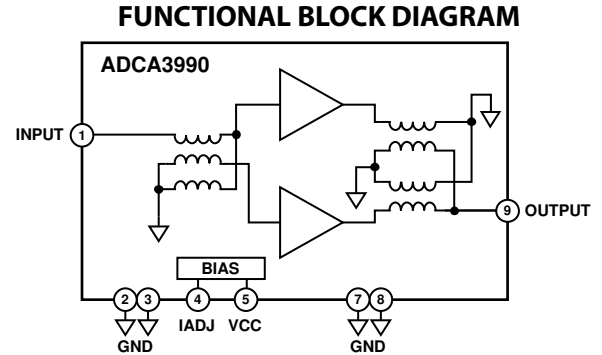 FUNCTIONAL BLOCK DIAGRAM
ADCA3990
INPUT 1
9 OUTPUT
BIAS
2 3 4 5 7 8
IADJ VCC
GND GND